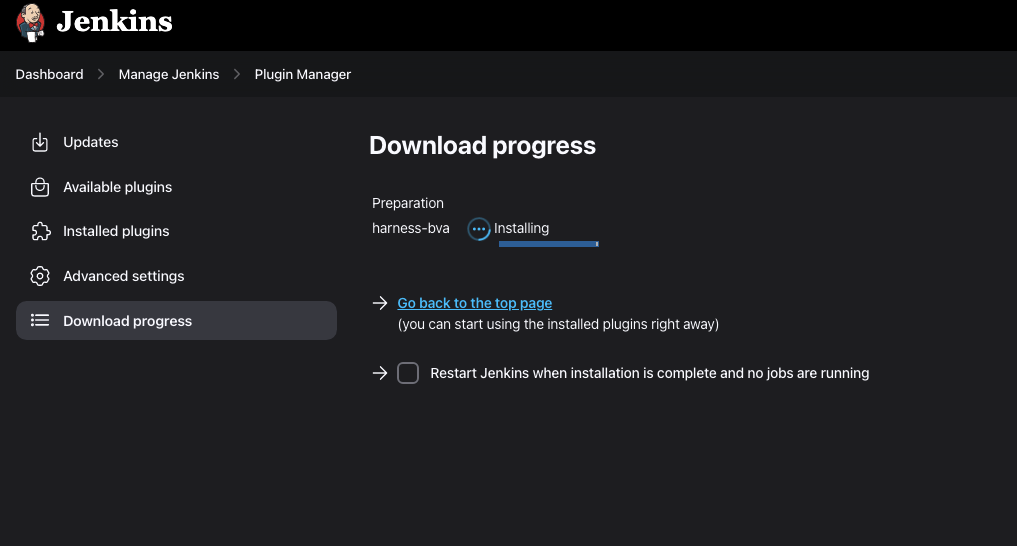 Jenkins
Dashboard > Manage Jenkins > Plugin Manager
Updates
Available plugins
Installed plugins
Advanced settings
Download progress
Download progress
Preparation
harness-bva Installing
Go back to the top page
(you can start using the installed plugins right away)
Restart Jenkins when installation is complete and no jobs are running